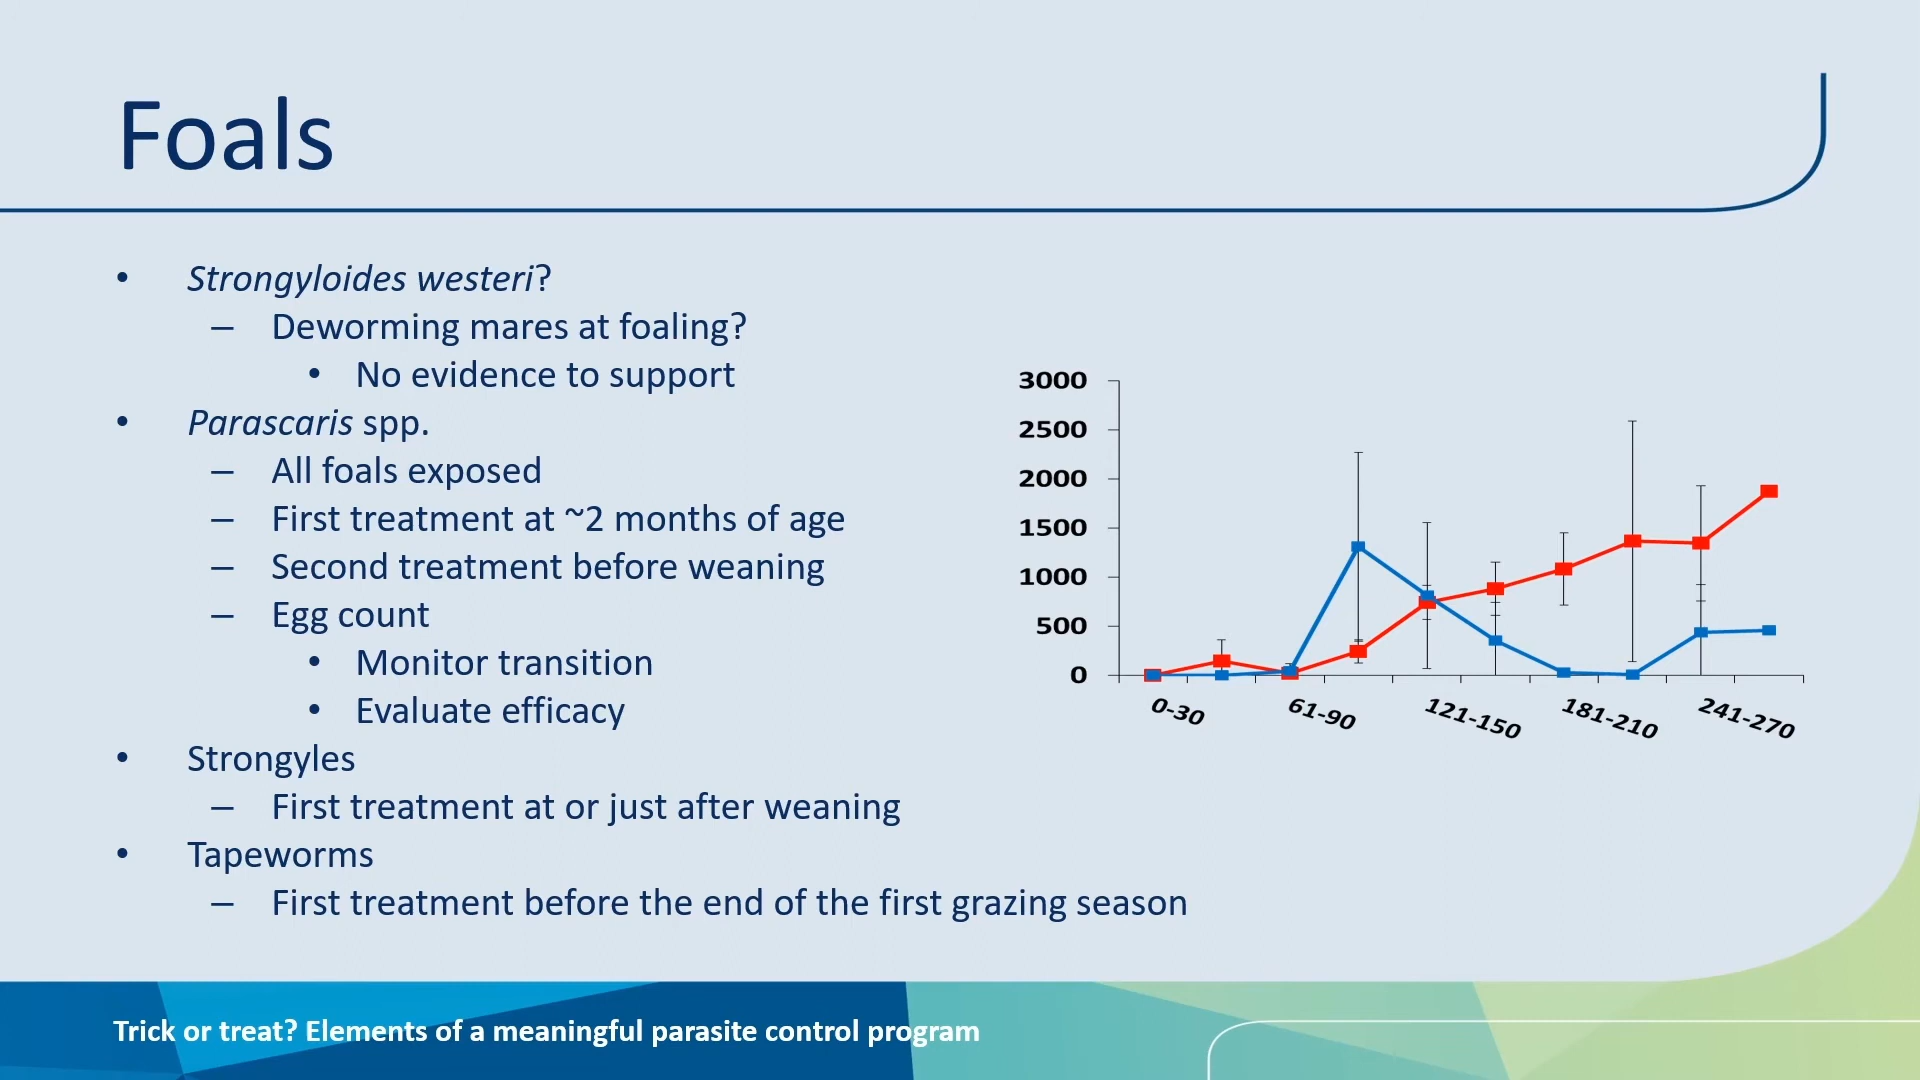 Foals
• Strongyloides westeri?
– Deworming mares at foaling?
• No evidence to support
• Parascaris spp.
– All foals exposed
– First treatment at ~2 months of age
– Second treatment before weaning
– Egg count
• Monitor transition
• Evaluate efficacy
• Strongyles
– First treatment at or just after weaning
• Tapeworms
– First treatment before the end of the first grazing season
3000
2500
2000
1500
1000
500
0
0-30 61-90 121-150 181-210 241-270
Trick or treat? Elements of a meaningful parasite control program